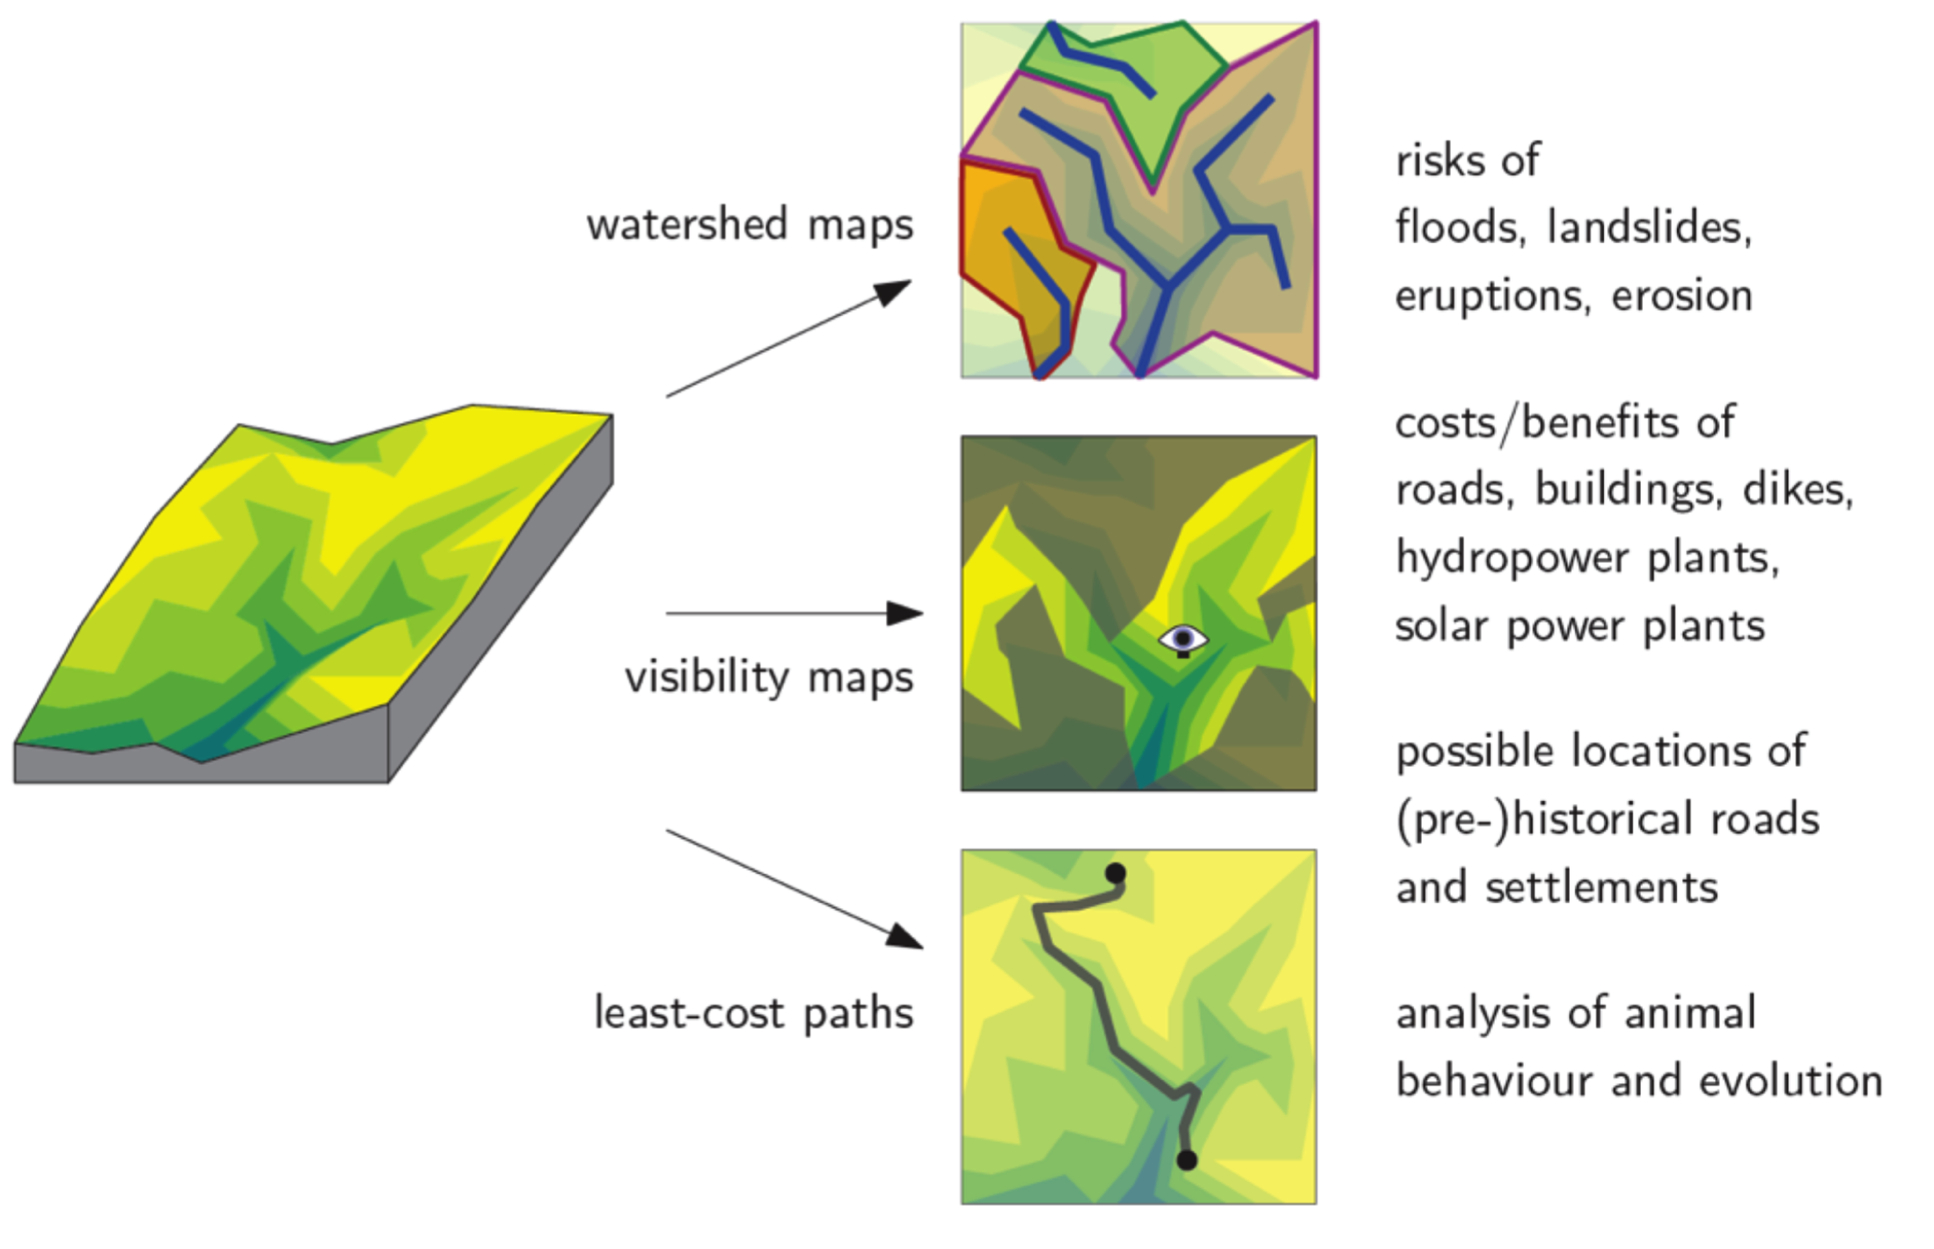 watershed maps
visibility maps
least-cost paths
risks of
floods, landslides,
eruptions, erosion
costs/benefits of
roads, buildings, dikes,
hydropower plants,
solar power plants
possible locations of
(pre-)historical roads
and settlements
analysis of animal
behaviour and evolution